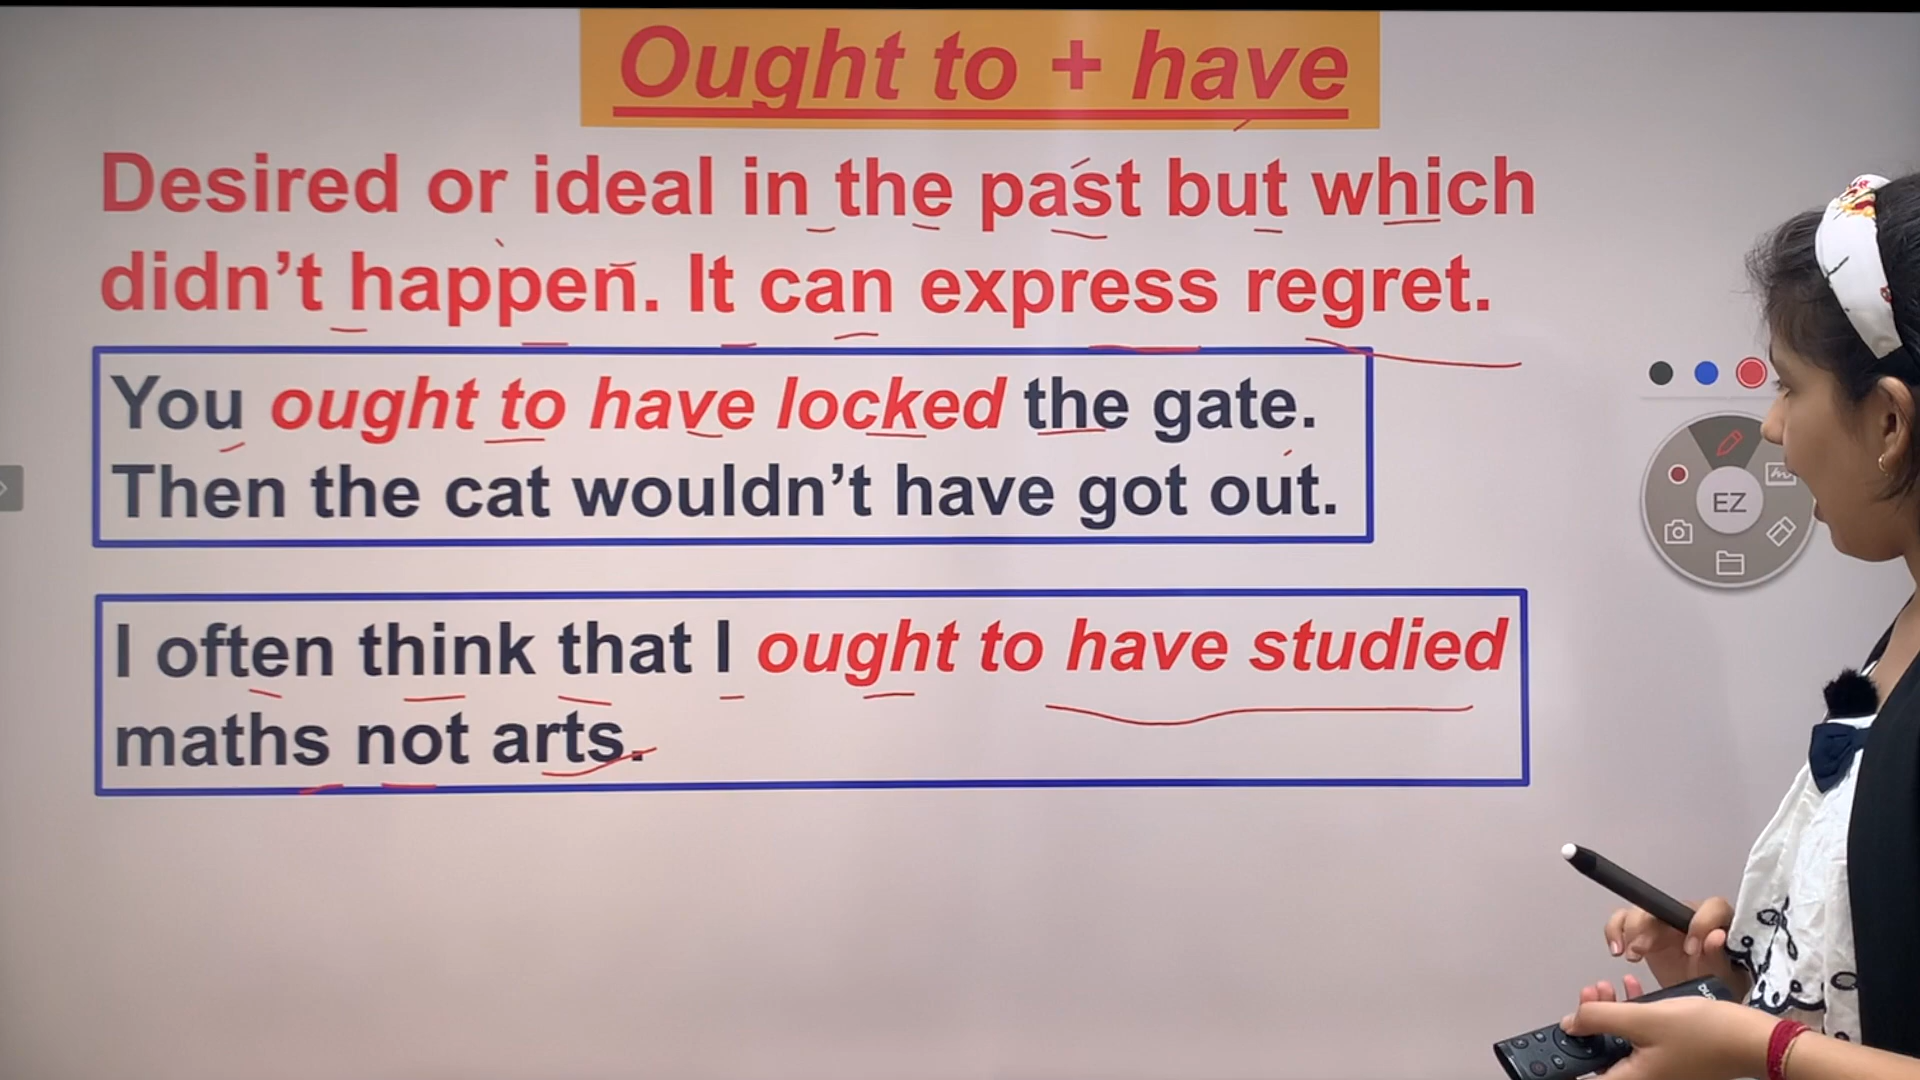 Ought to + have
Desired or ideal in the past but which
didn’t happen. It can express regret.
You ought to have locked the gate.
Then the cat wouldn’t have got out.
EZ
I often think that I ought to have studied
maths not arts.